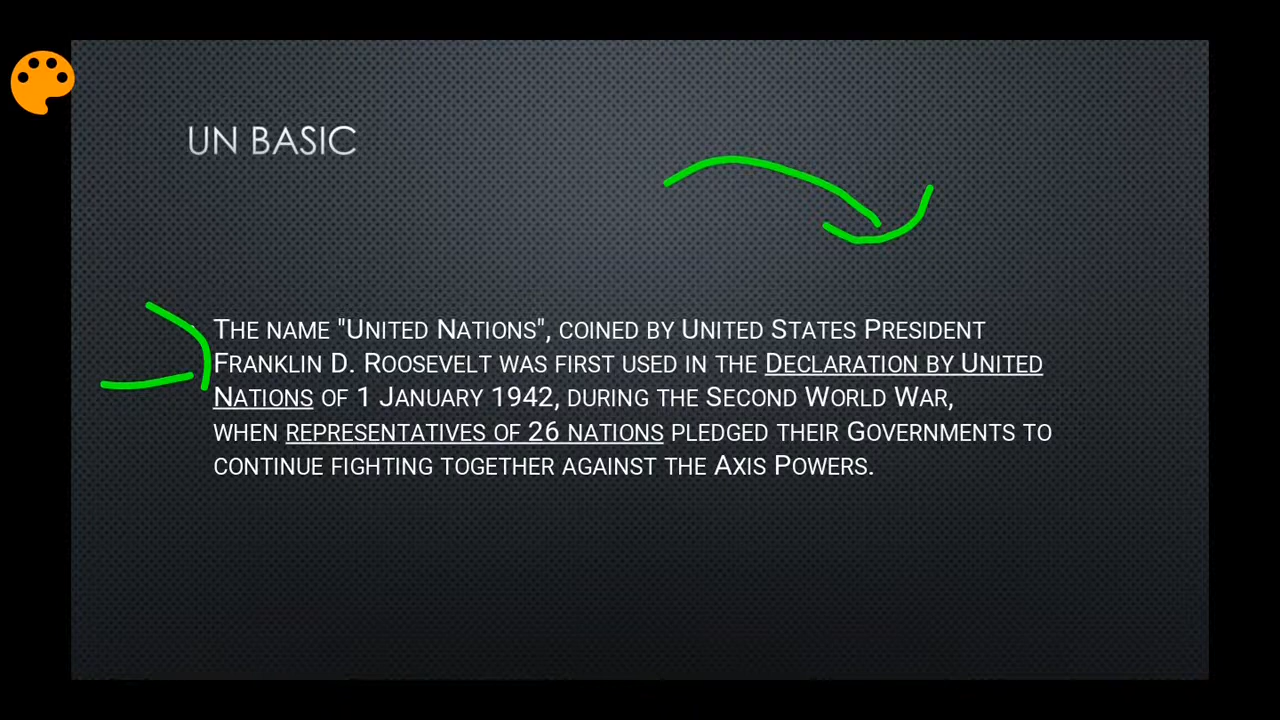 UN BASIC
The name "United Nations", coined by United States President
Franklin D. Roosevelt was first used in the Declaration by United
Nations of 1 January 1942, during the Second World War,
when representatives of 26 nations pledged their Governments to
continue fighting together against the Axis Powers.